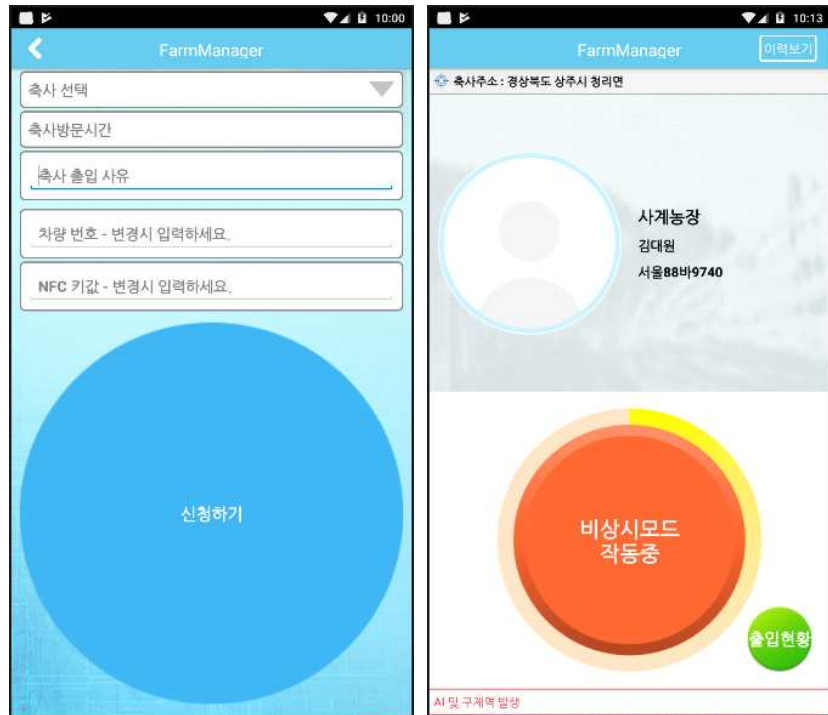 10:00
FarmManager
축사 선택
축사방문시간
축사 출입 사유
차량 번호 - 변경시 입력하세요.
NFC 키값 - 변경시 입력하세요.
신청하기
10:13
FarmManager
이력보기
축사주소 : 경상북도 상주시 청리면
사계농장
김대원
서울88바9740
비상시모드
작동중
출입현황
AI 및 구제역 발생